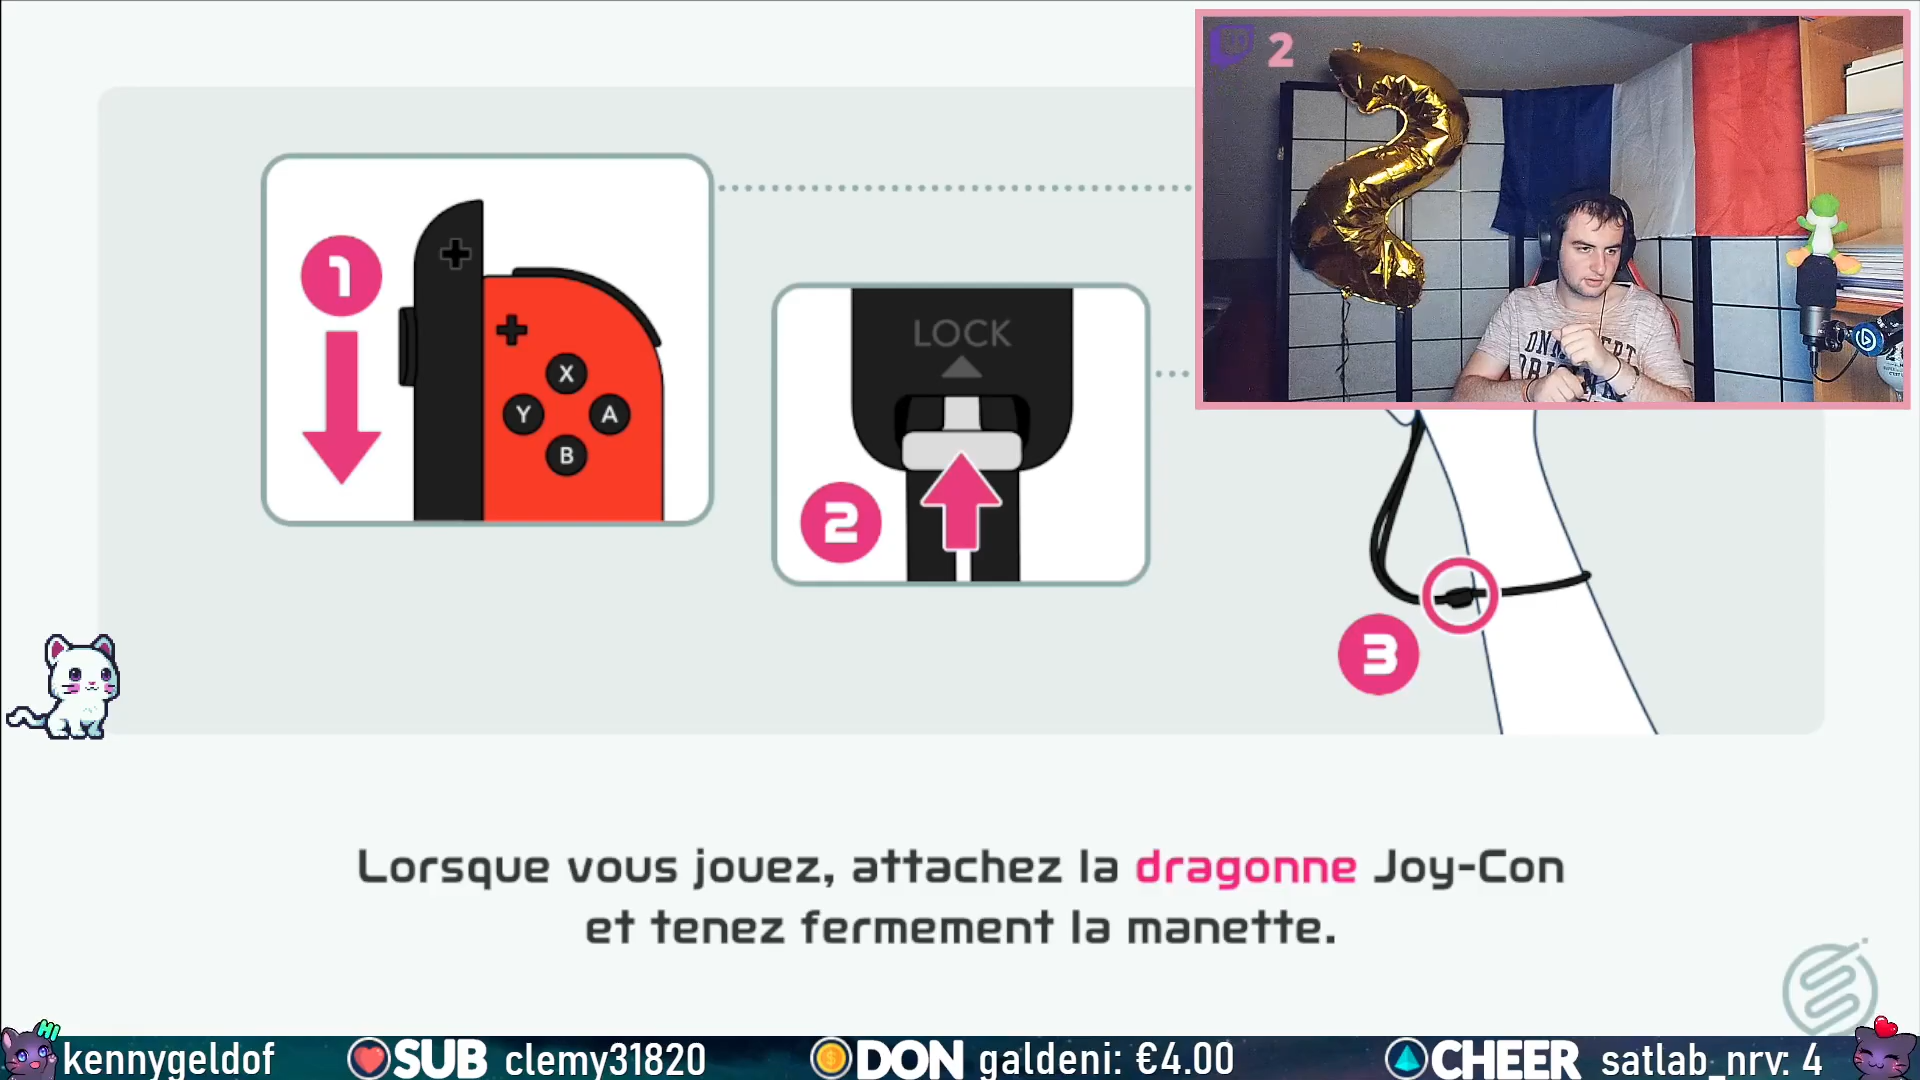 2
1
X
Y
A
B
LOCK
2
3
Lorsque vous jouez, attachez la dragonne Joy-Con
et tenez fermement la manette.
HI
kennygeldof
SUB clemy31820
DON galdeni: €4.00
CHEER satlab_nrv: 4